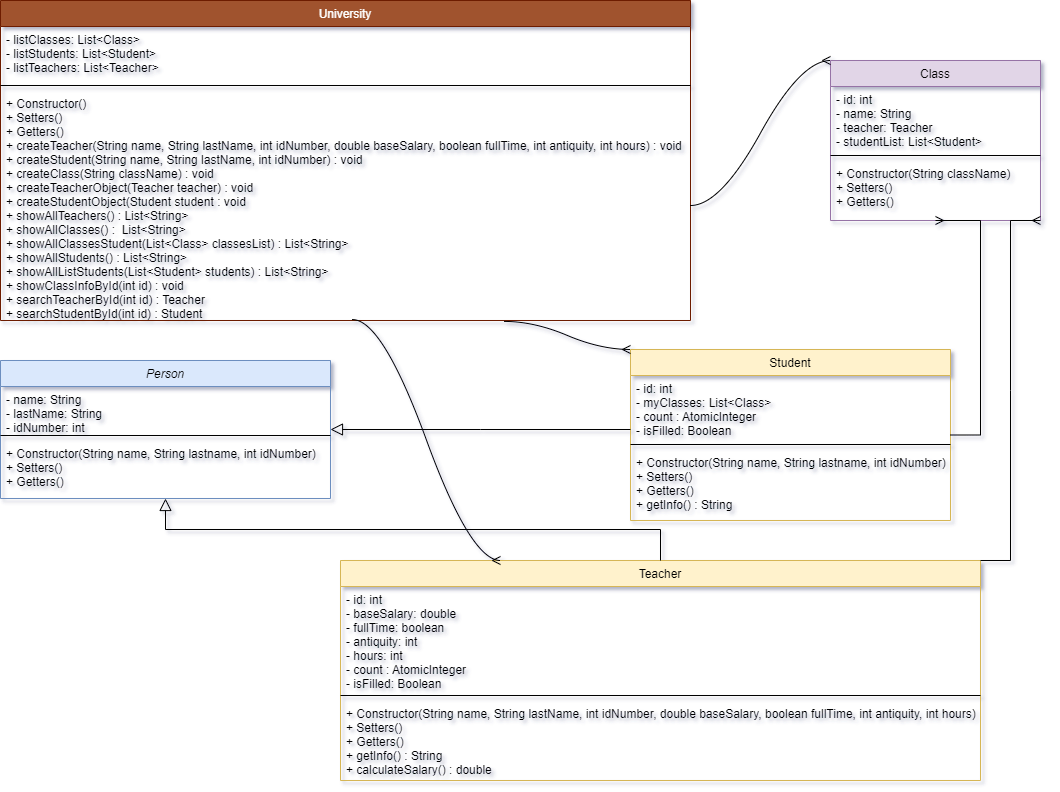 University
- listClasses: List<Class>
- listStudents: List<Student>
- listTeachers: List<Teacher>
+ Constructor()
+ Setters()
+ Getters()
+ createTeacher(String name, String lastName, int idNumber, double baseSalary, boolean fullTime, int antiquity, int hours) : void
+ createStudent(String name, String lastName, int idNumber) : void
+ createClass(String className) : void
+ createTeacherObject(Teacher teacher) : void
+ createStudentObject(Student student : void
+ showAllTeachers() : List<String>
+ showAllClasses() :  List<String>
+ showAllClassesStudent(List<Class> classesList) : List<String>
+ showAllStudents() : List<String>
+ showAllListStudents(List<Student> students) : List<String>
+ showClassInfoById(int id) : void
+ searchTeacherById(int id) : Teacher
+ searchStudentById(int id) : Student
Class
- id: int
- name: String
- teacher: Teacher
- studentList: List<Student>
+ Constructor(String className)
+ Setters()
+ Getters()
Person
- name: String
- lastName: String
- idNumber: int
+ Constructor(String name, String lastname, int idNumber)
+ Setters()
+ Getters()
Student
- id: int
- myClasses: List<Class>
- count : AtomicInteger
- isFilled: Boolean
+ Constructor(String name, String lastname, int idNumber)
+ Setters()
+ Getters()
+ getInfo() : String
Teacher
- id: int
- baseSalary: double
- fullTime: boolean
- antiquity: int
- hours: int
- count : AtomicInteger
- isFilled: Boolean
+ Constructor(String name, String lastName, int idNumber, double baseSalary, boolean fullTime, int antiquity, int hours)
+ Setters()
+ Getters()
+ getInfo() : String
+ calculateSalary() : double